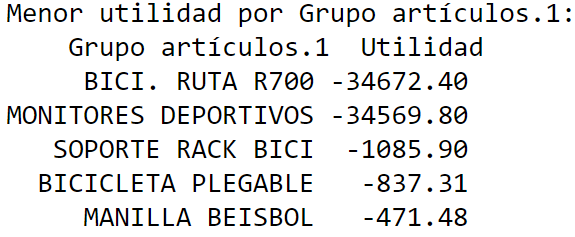 Menor utilidad por Grupo artículos.1:
Grupo artículos.1 Utilidad
BICI. RUTA R700 -34672.40
MONITORES DEPORTIVOS -34569.80
SOPORTE RACK BICI -1085.90
BICICLETA PLEGABLE -837.31
MANILLA BEISBOL -471.48